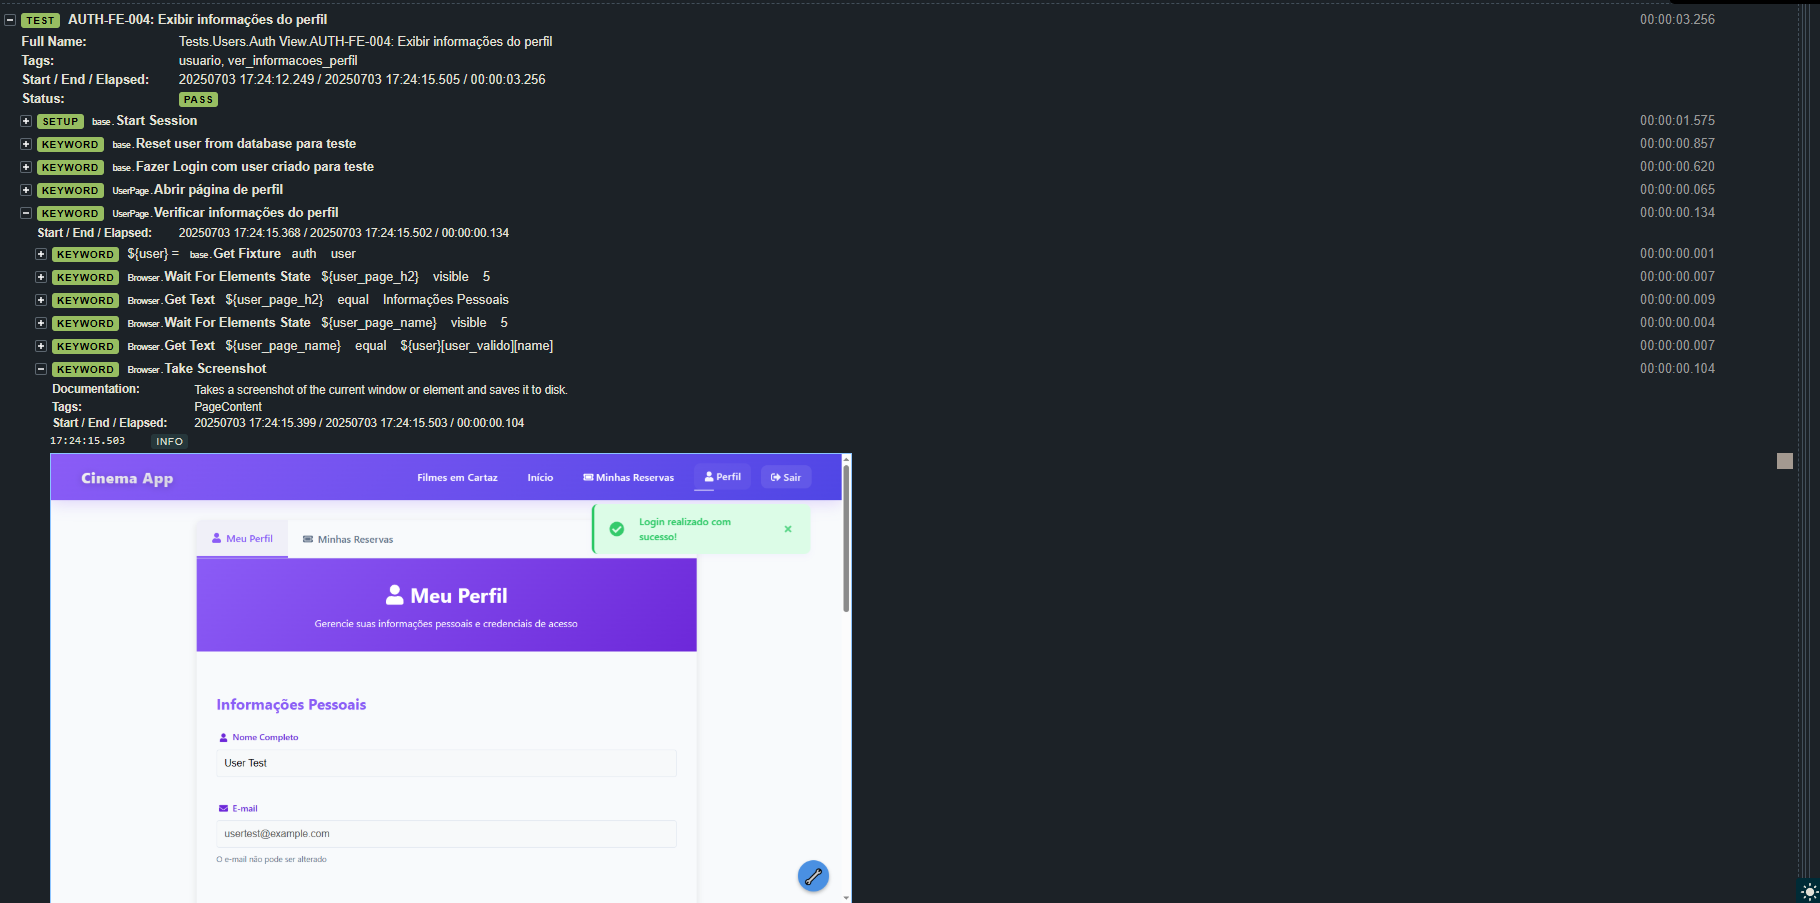 TEST AUTH-FE-004: Exibir informações do perfil 00:00:03.256
Full Name: Tests.Users.Auth View.AUTH-FE-004: Exibir informações do perfil
Tags: usuario, ver_informacoes_perfil
Start / End / Elapsed: 20250703 17:24:12.249 / 20250703 17:24:15.505 / 00:00:03.256
Status: PASS
SETUP base. Start Session 00:00:01.575
KEYWORD base. Reset user from database para teste 00:00:00.857
KEYWORD base. Fazer Login com user criado para teste 00:00:00.620
KEYWORD UserPage. Abrir página de perfil 00:00:00.065
KEYWORD UserPage. Verificar informações do perfil 00:00:00.134
Start / End / Elapsed: 20250703 17:24:15.368 / 20250703 17:24:15.502 / 00:00:00.134
KEYWORD ${user} = base. Get Fixture auth user 00:00:00.001
KEYWORD Browser. Wait For Elements State ${user_page_h2} visible 5 00:00:00.007
KEYWORD Browser. Get Text ${user_page_h2} equal Informações Pessoais 00:00:00.009
KEYWORD Browser. Wait For Elements State ${user_page_name} visible 5 00:00:00.004
KEYWORD Browser. Get Text ${user_page_name} equal ${user}[user_valido][name] 00:00:00.007
KEYWORD Browser. Take Screenshot 00:00:00.104
Documentation: Takes a screenshot of the current window or element and saves it to disk.
Tags: PageContent
Start / End / Elapsed: 20250703 17:24:15.399 / 20250703 17:24:15.503 / 00:00:00.104
17:24:15.503 INFO
Cinema App Filmes em Cartaz Início Minhas Reservas Perfil Sair
Login realizado com
sucesso!
Meu Perfil Minhas Reservas
Meu Perfil
Gerencie suas informações pessoais e credenciais de acesso
Informações Pessoais
Nome Completo
User Test
E-mail
usertest@example.com
O e-mail não pode ser alterado